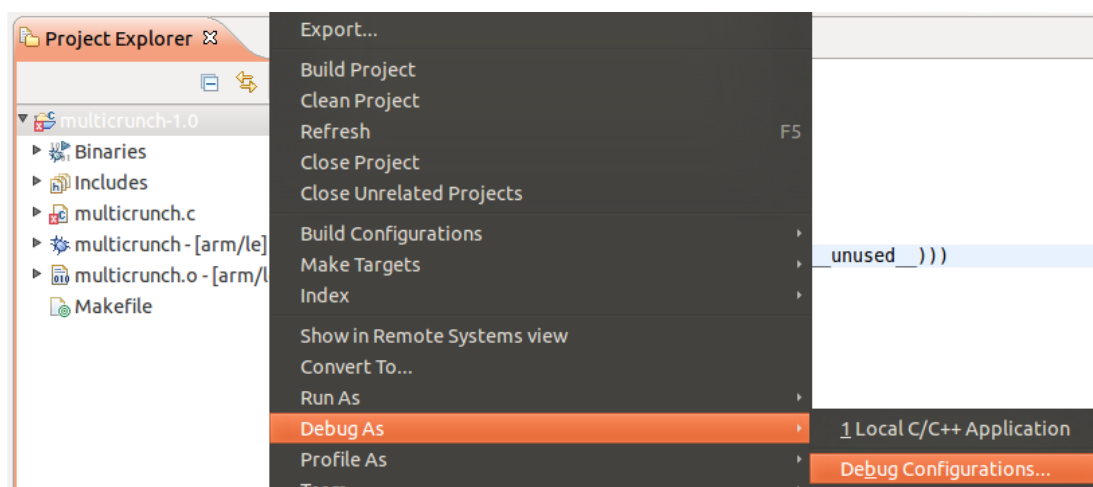 Project Explorer
multicrunch-1.0
Binaries
Includes
multicrunch.c
multicrunch - [arm/le]
multicrunch.o - [arm/l
Makefile
Export...
Build Project
Clean Project
Refresh F5
Close Project
Close Unrelated Projects
Build Configurations
Make Targets
Index
Show in Remote Systems view
Convert To...
Run As
Debug As
Profile As
__unused__)))
1 Local C/C++ Application
Debug Configurations...